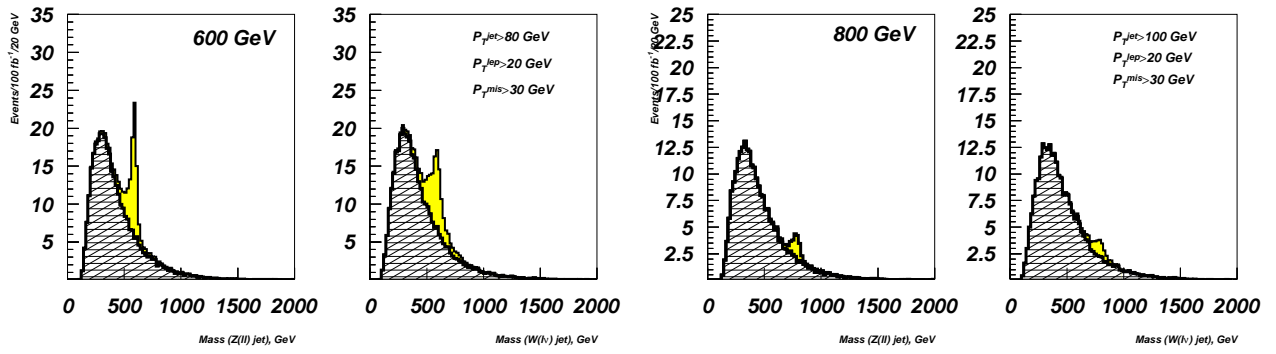 Events/100 fb⁻¹/20 GeV
35
30
25
20
15
10
5
600 GeV
0 500 1000 1500 2000
Mass (Z(ll) jet), GeV
35
30
25
20
15
10
5
P_T^jet>80 GeV
P_T^lep>20 GeV
P_T^mis>30 GeV
0 500 1000 1500 2000
Mass (W(lν) jet), GeV
Events/100 fb⁻¹/20 GeV
25
22.5
20
17.5
15
12.5
10
7.5
5
2.5
800 GeV
0 500 1000 1500 2000
Mass (Z(ll) jet), GeV
25
22.5
20
17.5
15
12.5
10
7.5
5
2.5
P_T^jet>100 GeV
P_T^lep>20 GeV
P_T^mis>30 GeV
0 500 1000 1500 2000
Mass (W(lν) jet), GeV